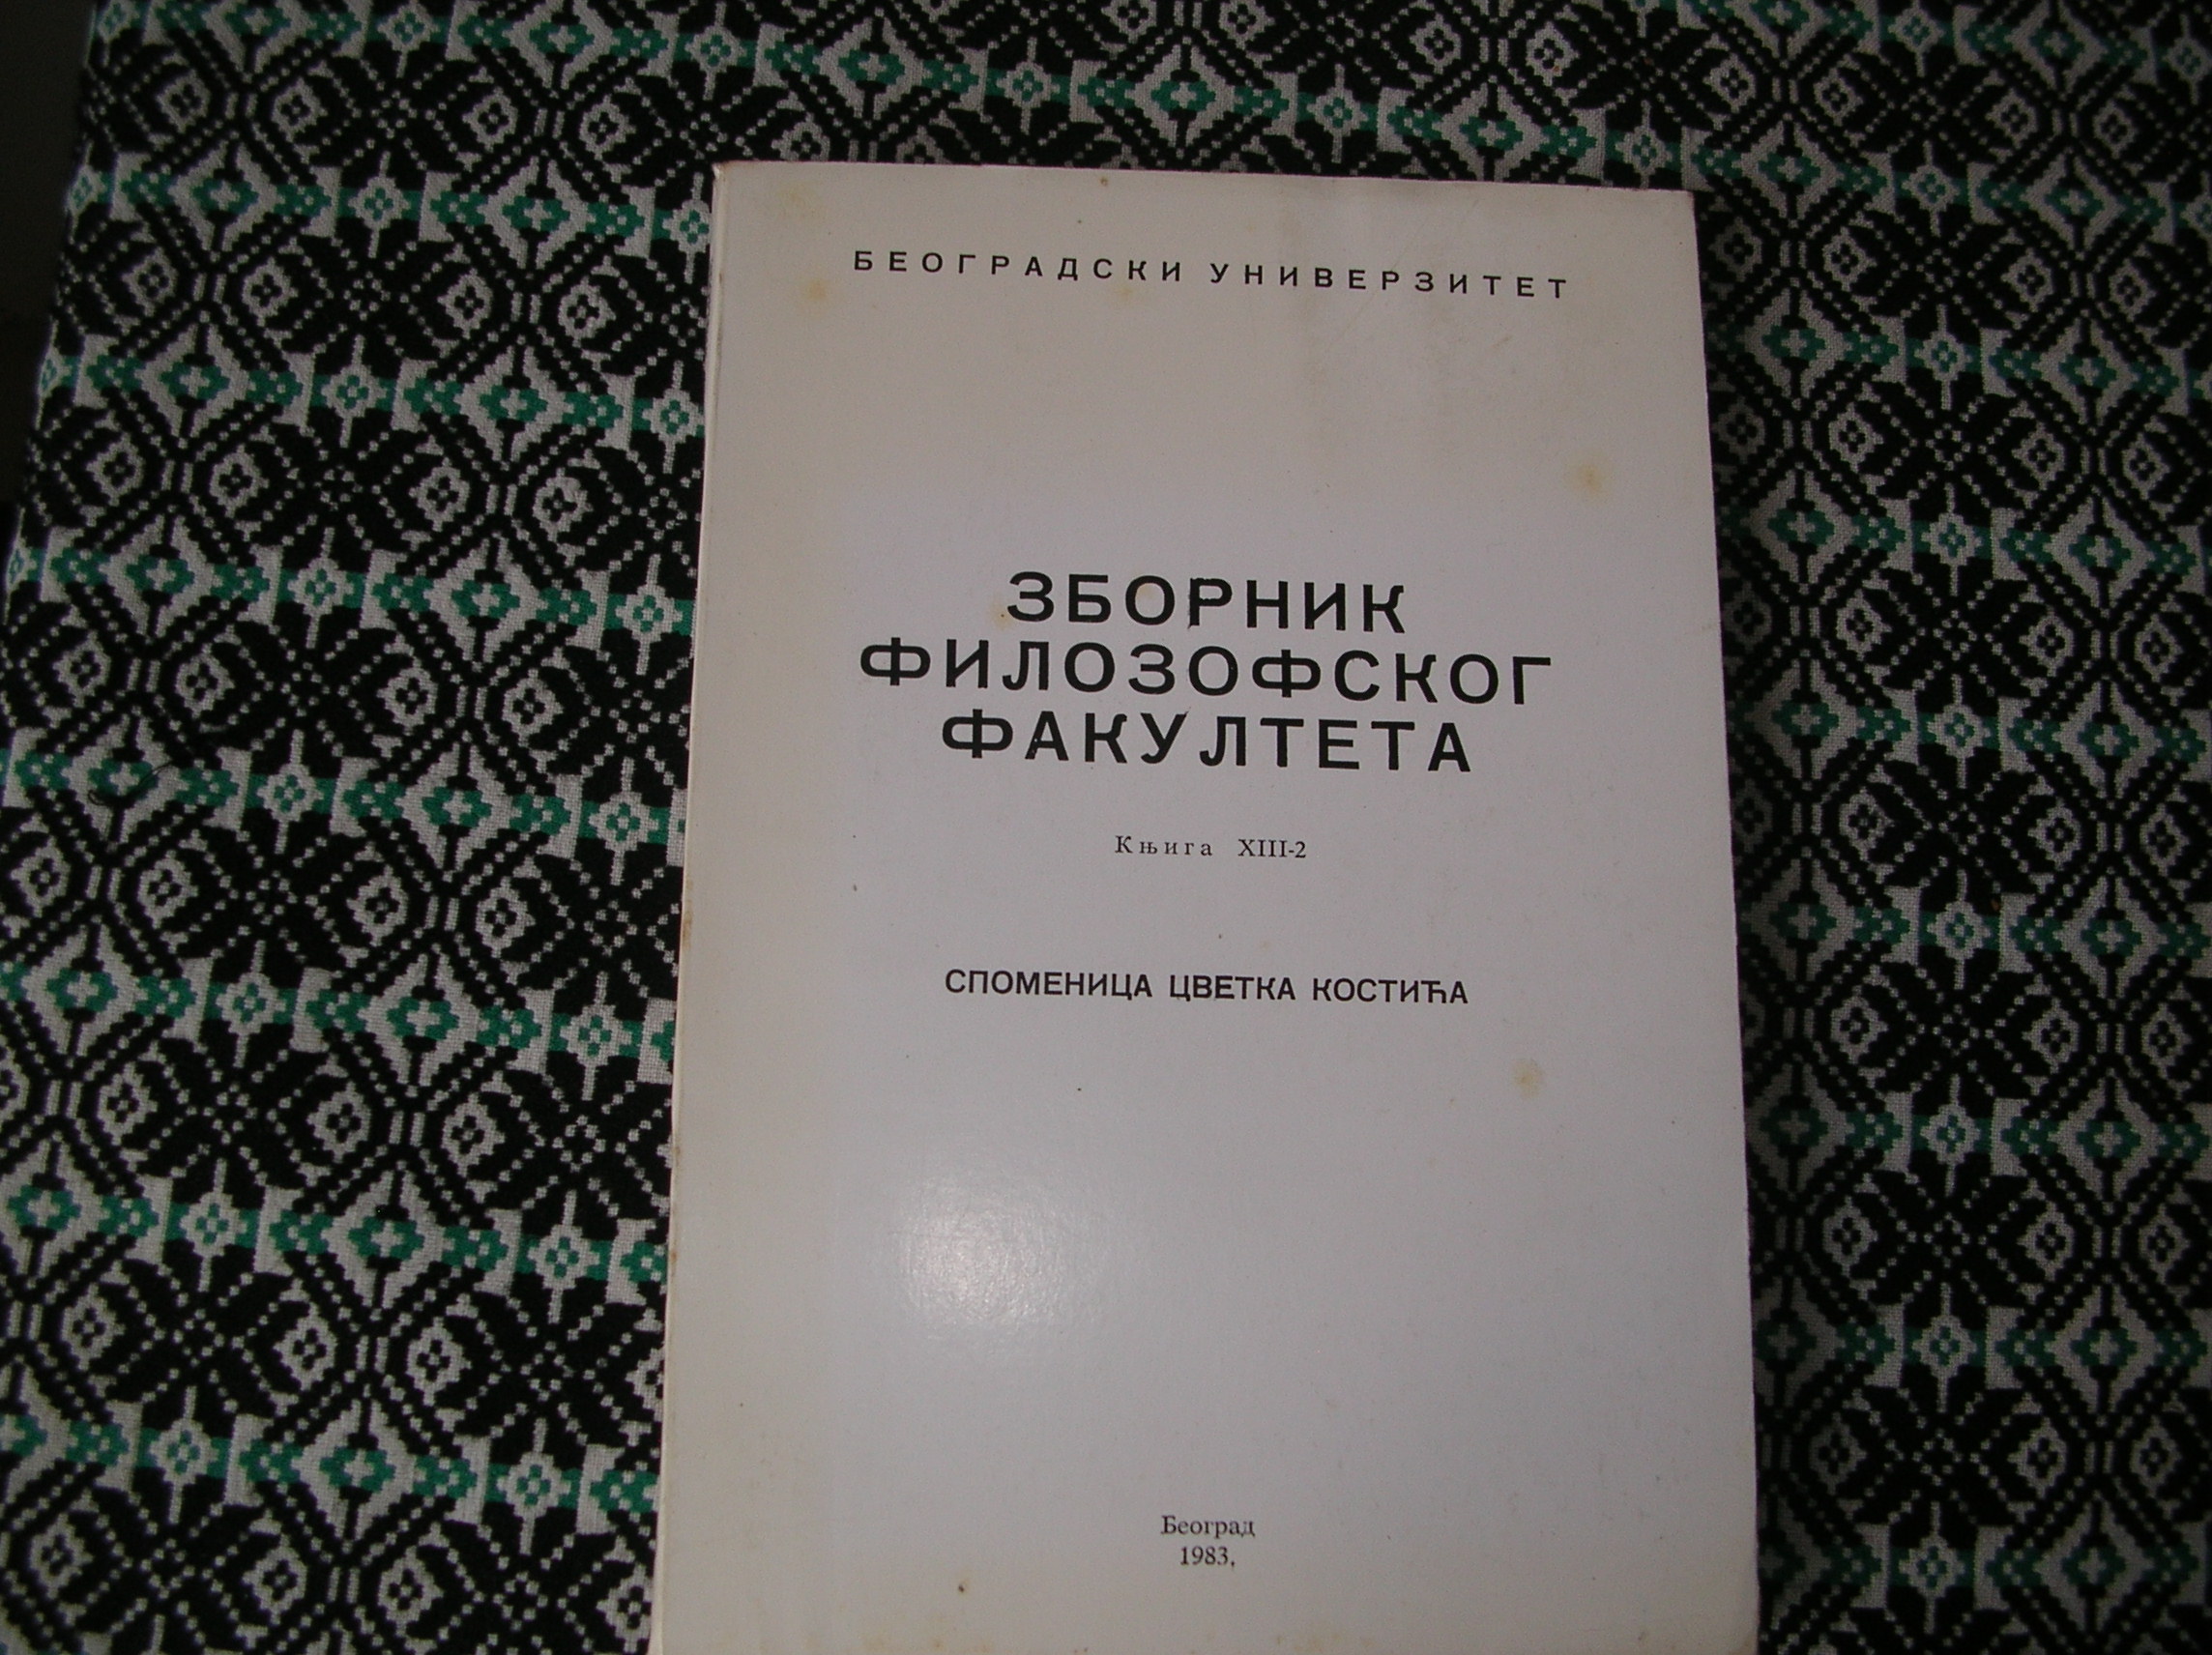 БЕОГРАДСКИ УНИВЕРЗИТЕТ
ЗБОРНИК
ФИЛОЗОФСКОГ
ФАКУЛТЕТА
Књига XIII-2
СПОМЕНИЦА ЦВЕТКА КОСТИЋА
Београд
1983,